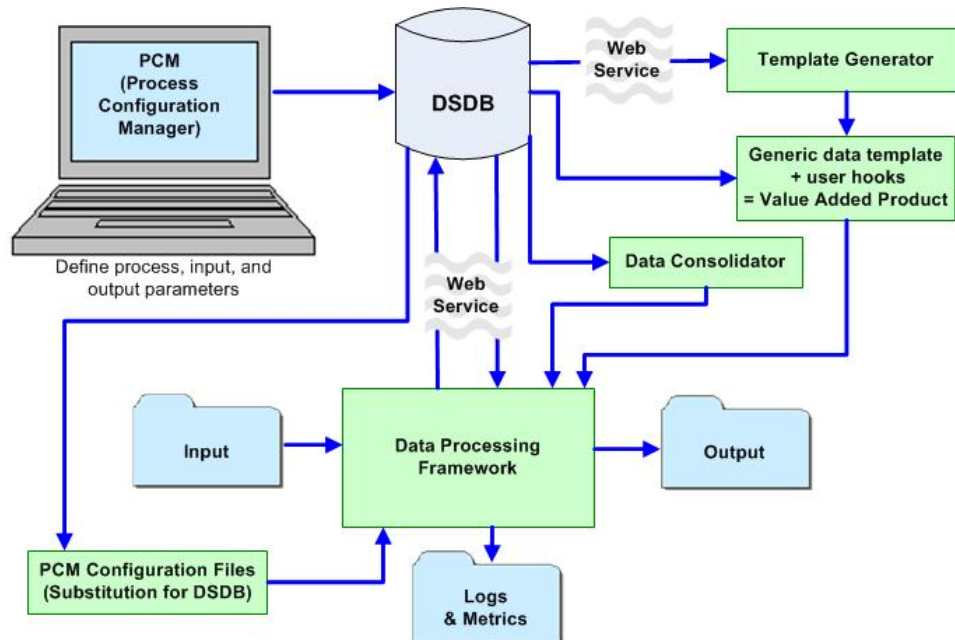 PCM
(Process
Configuration
Manager)
Define process, input, and
output parameters
DSDB
Web
Service
Template Generator
Generic data template
+ user hooks
= Value Added Product
Data Consolidator
Web
Service
Input
Data Processing
Framework
Output
PCM Configuration Files
(Substitution for DSDB)
Logs
& Metrics